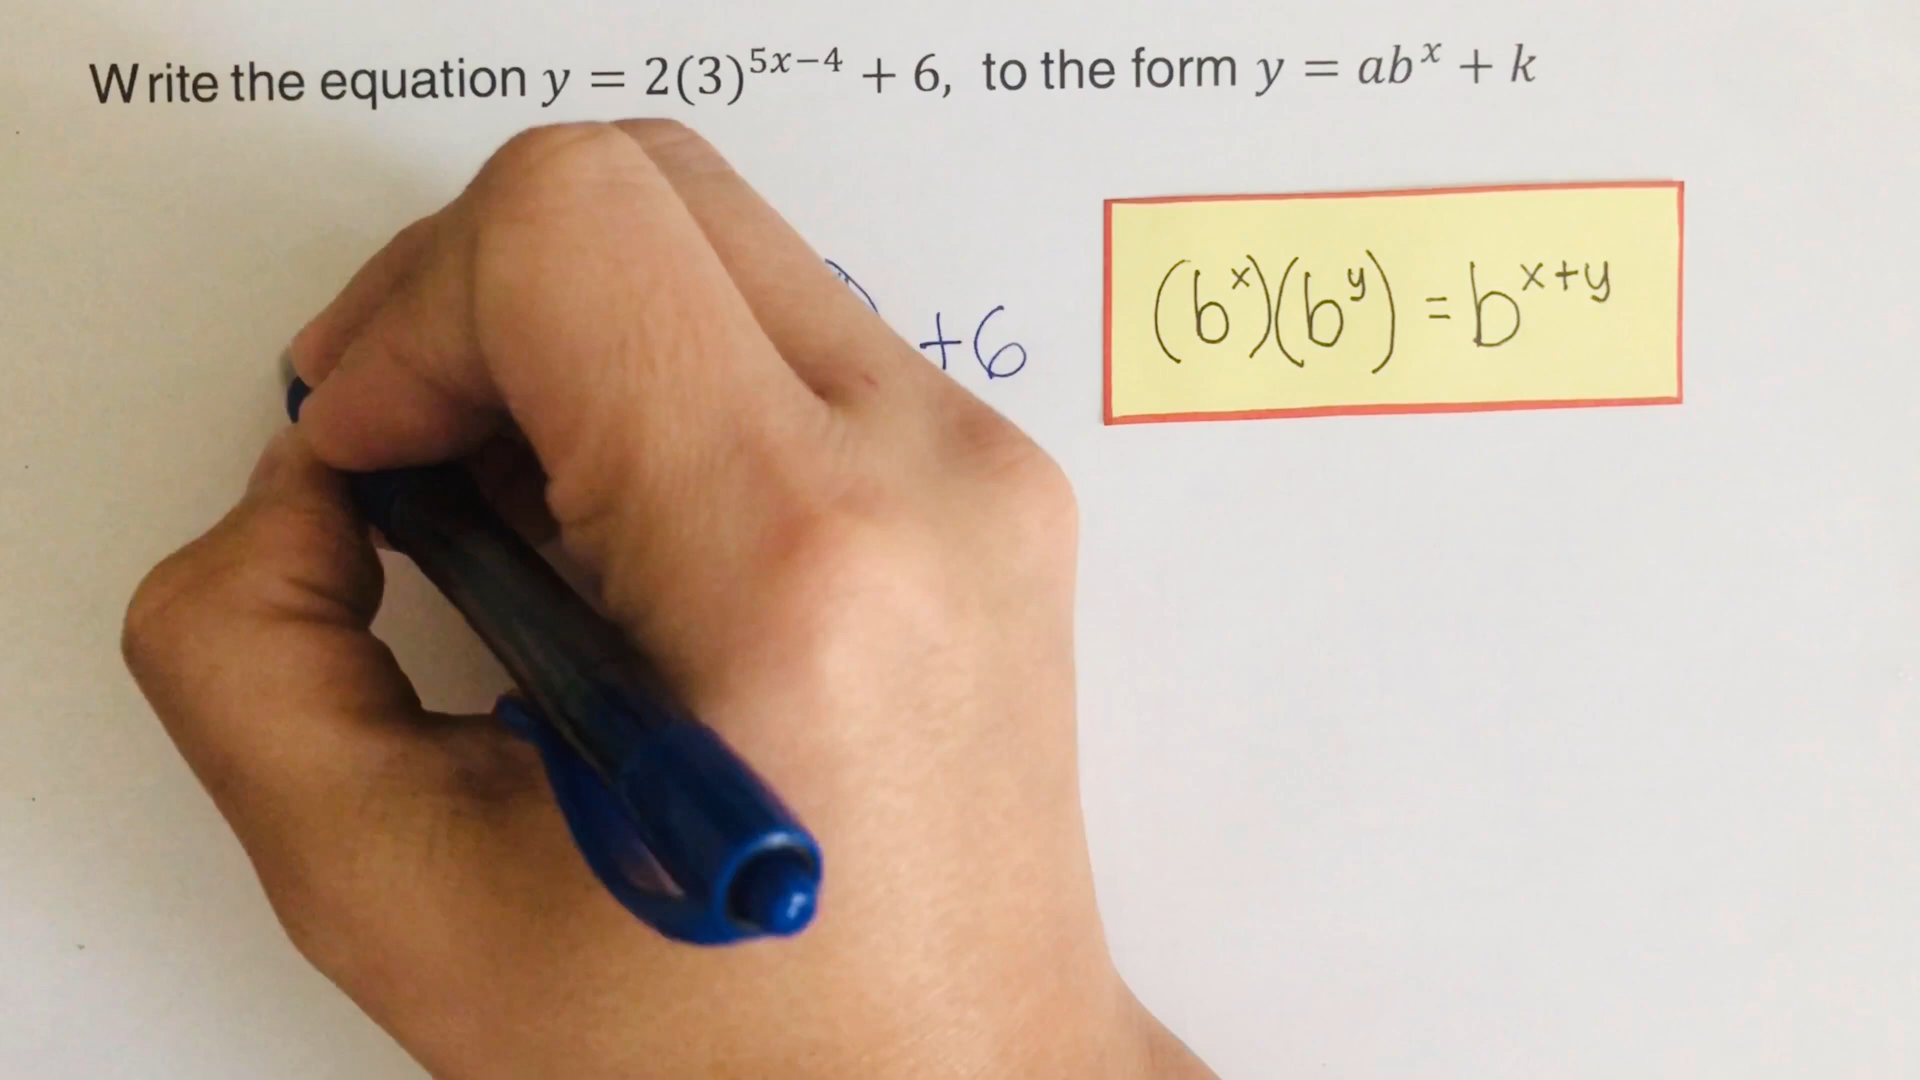 Write the equation y = 2(3)^{5x−4} + 6, to the form y = ab^x + k
+6
(b^x)(b^y) = b^{x+y}